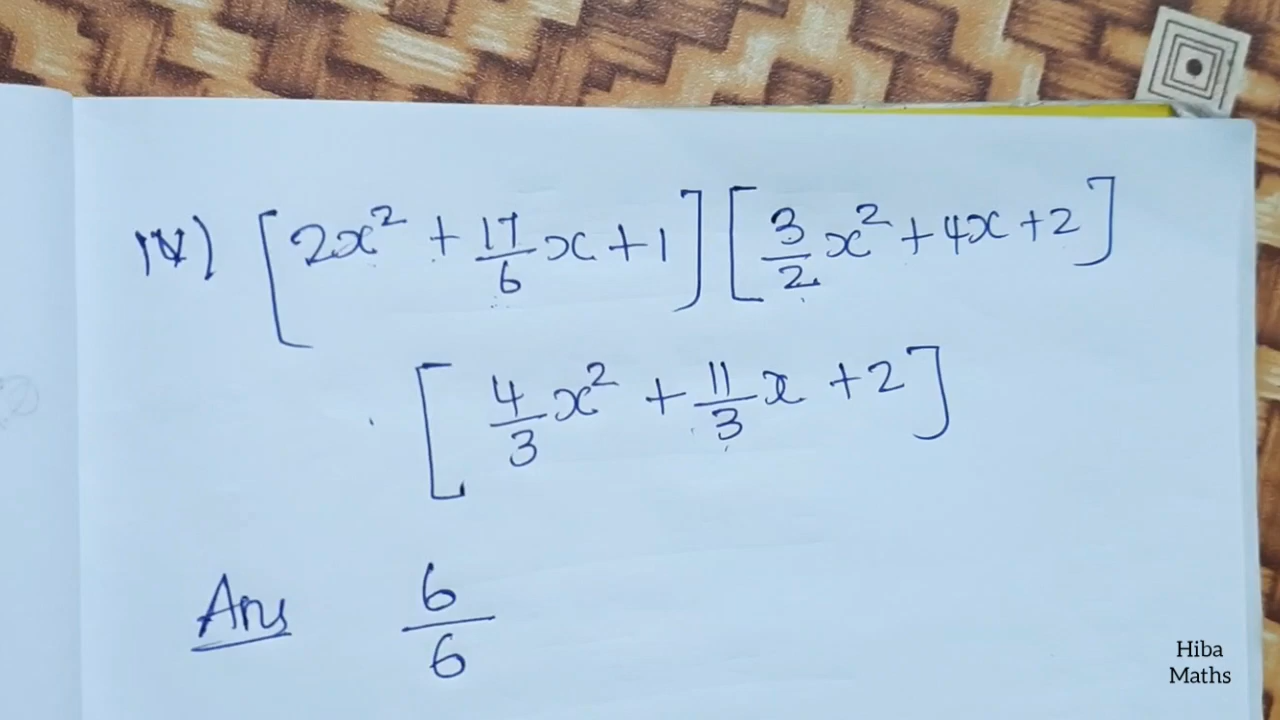 iv) [2x² + 17/6 x + 1] [3/2 x² + 4x + 2]
[4/3 x² + 11/3 x + 2]
Ans 6/6
Hiba
Maths